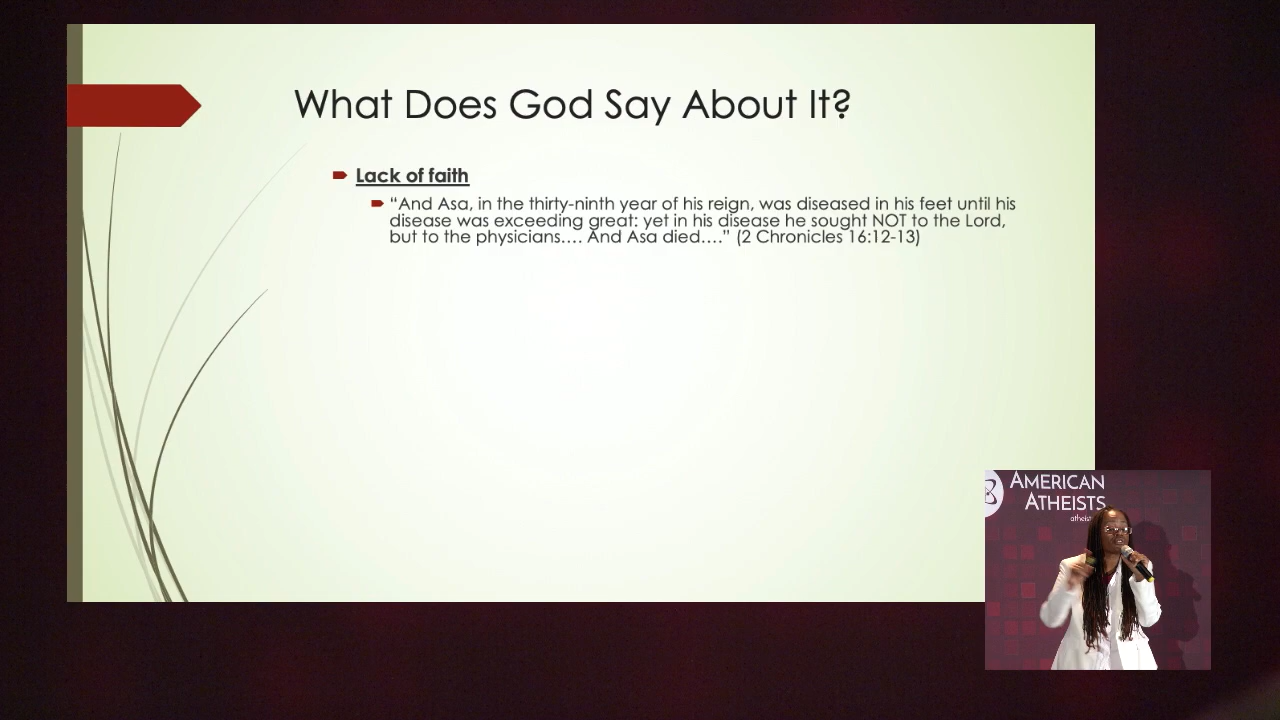 What Does God Say About It?
Lack of faith
“And Asa, in the thirty-ninth year of his reign, was diseased in his feet until his
disease was exceeding great: yet in his disease he sought NOT to the Lord,
but to the physicians…. And Asa died….” (2 Chronicles 16:12-13)
AMERICAN
ATHEISTS